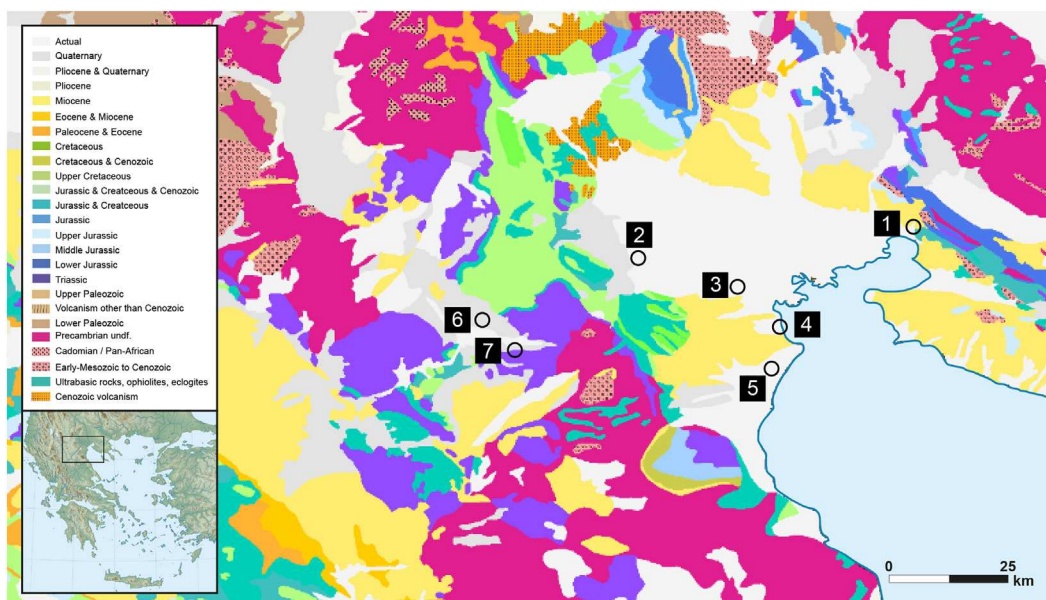 Actual
Quaternary
Pliocene & Quaternary
Pliocene
Miocene
Eocene & Miocene
Paleocene & Eocene
Cretaceous
Cretaceous & Cenozoic
Upper Cretaceous
Jurassic & Creatceous & Cenozoic
Jurassic & Creatceous
Jurassic
Upper Jurassic
Middle Jurassic
Lower Jurassic
Triassic
Upper Paleozoic
Volcanism other than Cenozoic
Lower Paleozoic
Precambrian undf.
Cadomian / Pan-African
Early-Mesozoic to Cenozoic
Ultrabasic rocks, ophiolites, eclogites
Cenozoic volcanism
1
2
3
4
5
6
7
0 25
km